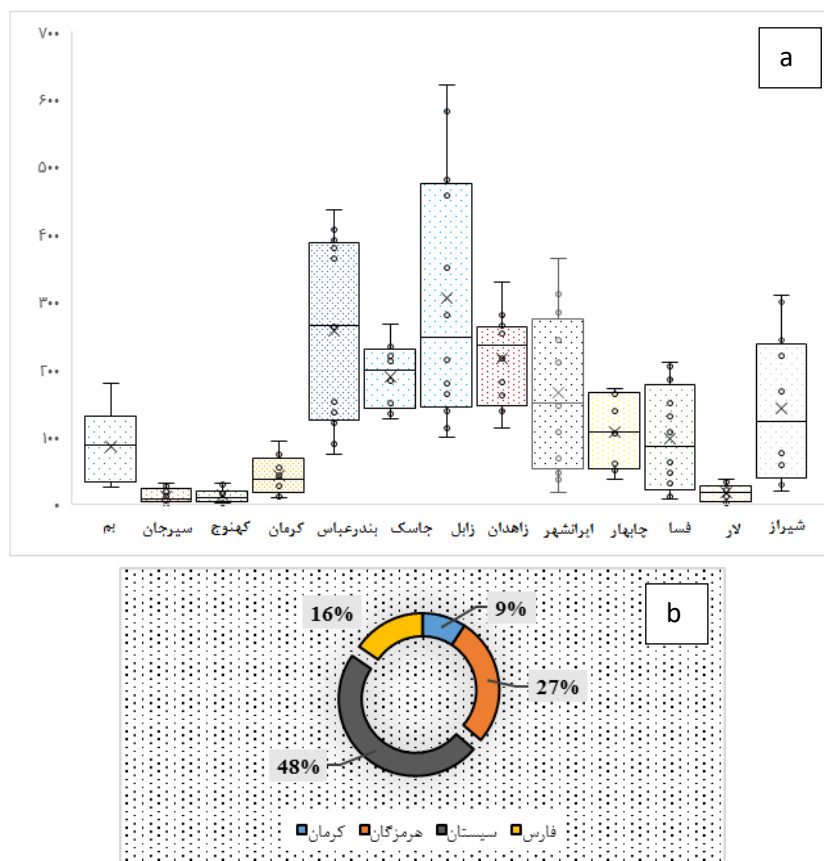 a
۷۰۰
۶۰۰
۵۰۰
۴۰۰
۳۰۰
۲۰۰
۱۰۰
۰
بم سیرجان کهنوج کرمان بندرعباس جاسک زابل زاهدان ایرانشهر چابهار فسا لار شیراز
b
16% 9%
27%
48%
کرمان هرمزگان سیستان فارس